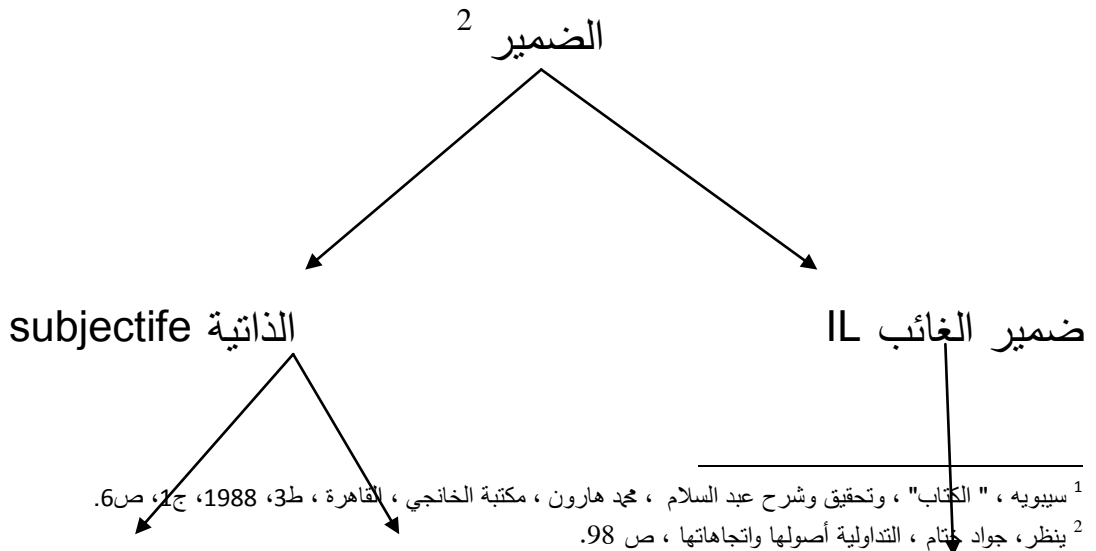 الضمير 2
ضمير الغائب IL
الذاتية subjectife
1 سيبويه ، " الكتاب" ، وتحقيق وشرح عبد السلام ، محمد هارون ، مكتبة الخانجي ، القاهرة ، ط3، 1988، ج1، ص6.
2 ينظر، جواد ختام ، التداولية أصولها واتجاهاتها ، ص 98.